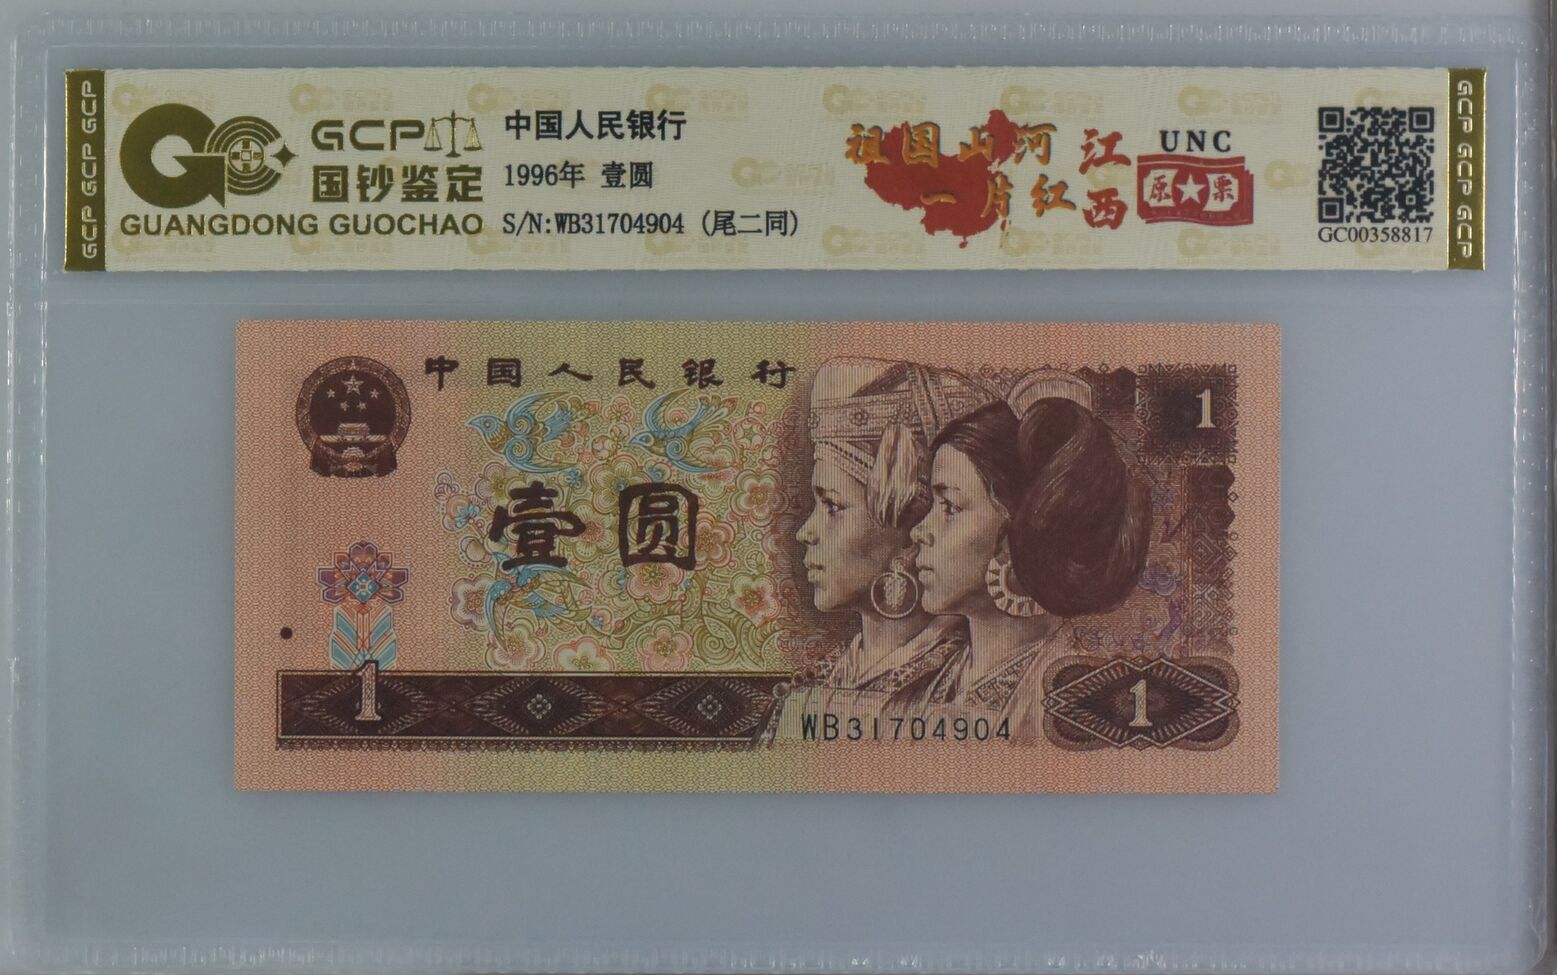 GCP GCP GCP
GCP
国钞鉴定
GUANGDONG GUOCHAO
中国人民银行
1996年 壹圆
S/N:WB31704904 (尾二同)
祖国山河
一片红
江西
UNC
原票
GC00358817
GCP GCP GCP
中国人民银行
1
壹圆
1
WB31704904
1